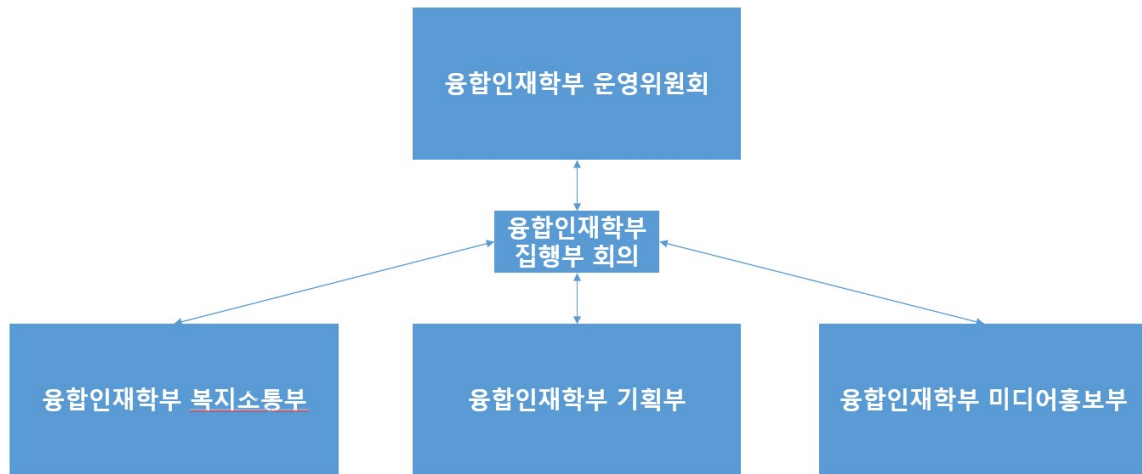 융합인재학부 운영위원회
융합인재학부
집행부 회의
융합인재학부 복지소통부
융합인재학부 기획부
융합인재학부 미디어홍보부